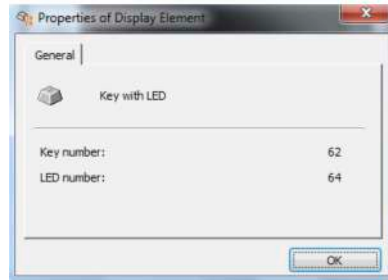 Properties of Display Element
General
Key with LED
Key number: 62
LED number: 64
OK